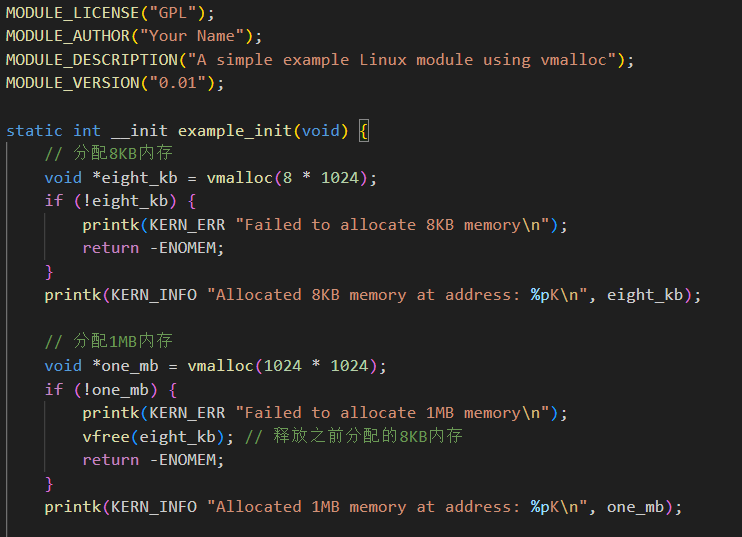 MODULE_LICENSE("GPL");
MODULE_AUTHOR("Your Name");
MODULE_DESCRIPTION("A simple example Linux module using vmalloc");
MODULE_VERSION("0.01");
static int __init example_init(void) {
    // 分配8KB内存
    void *eight_kb = vmalloc(8 * 1024);
    if (!eight_kb) {
        printk(KERN_ERR "Failed to allocate 8KB memory\n");
        return -ENOMEM;
    }
    printk(KERN_INFO "Allocated 8KB memory at address: %pK\n", eight_kb);
    // 分配1MB内存
    void *one_mb = vmalloc(1024 * 1024);
    if (!one_mb) {
        printk(KERN_ERR "Failed to allocate 1MB memory\n");
        vfree(eight_kb); // 释放之前分配的8KB内存
        return -ENOMEM;
    }
    printk(KERN_INFO "Allocated 1MB memory at address: %pK\n", one_mb);